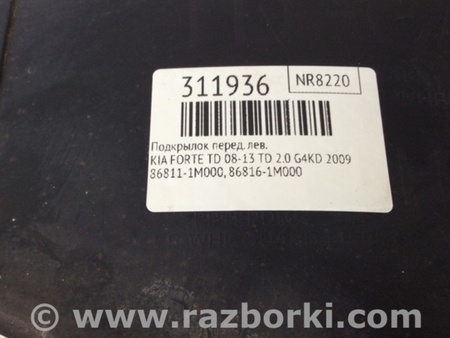 311936
NR8220
Подкрылок перед. лев.
KIA FORTE TD 08-13 TD 2.0 G4KD 2009
86811-1M000, 86816-1M000
© www.razborki.com